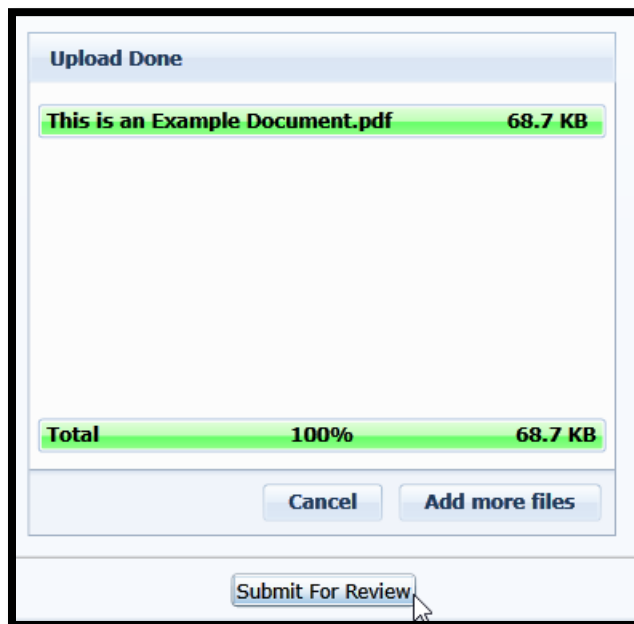 Upload Done
This is an Example Document.pdf 68.7 KB
Total 100% 68.7 KB
Cancel Add more files
Submit For Review